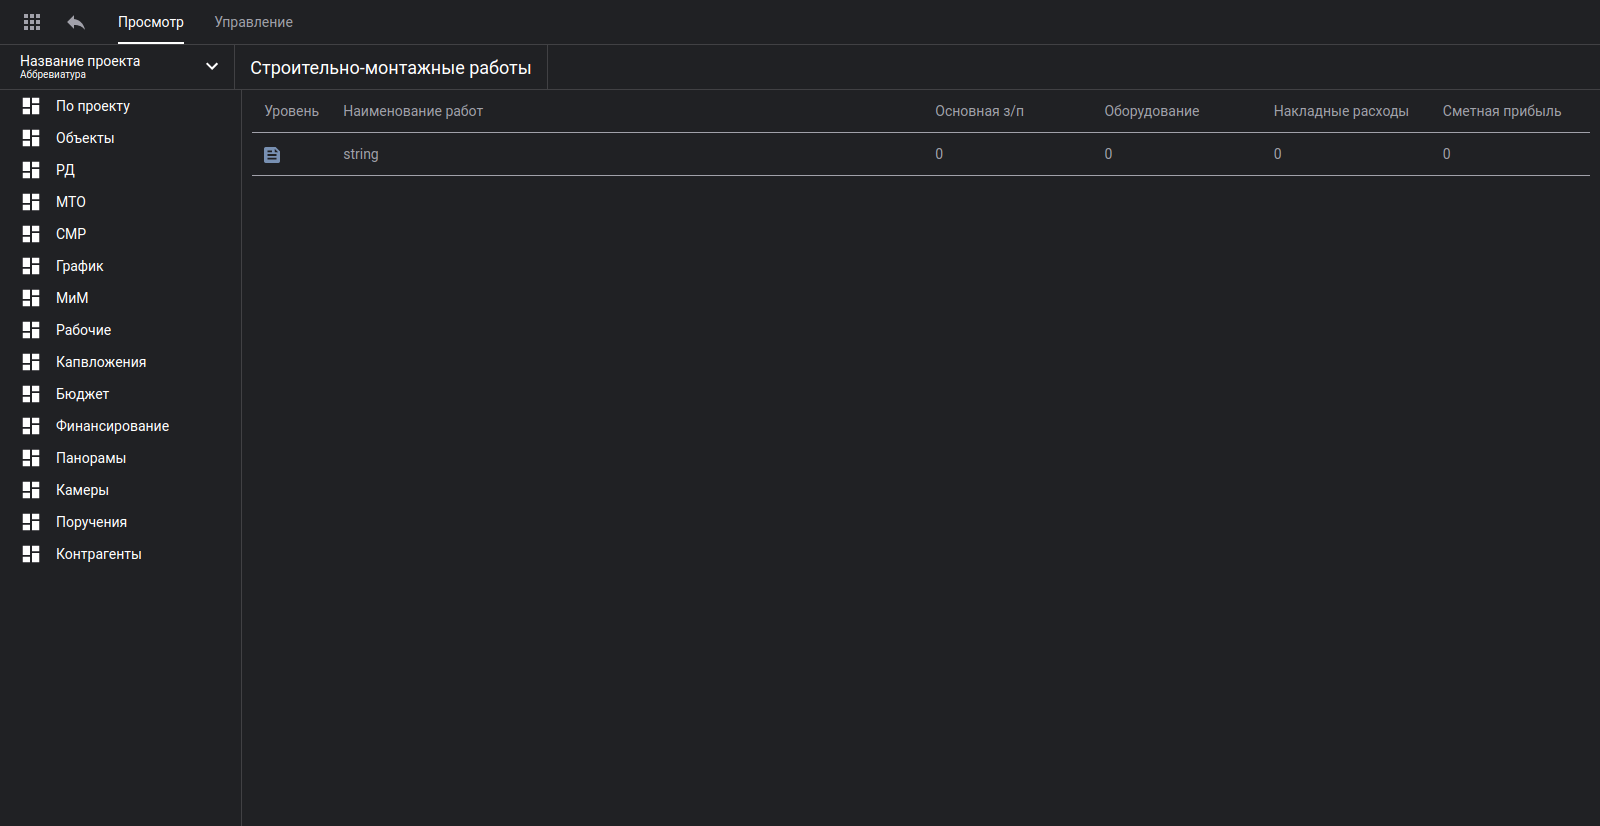 Просмотр Управление
Название проекта
Аббревиатура
Строительно-монтажные работы
По проекту
Объекты
РД
МТО
СМР
График
МиМ
Рабочие
Капвложения
Бюджет
Финансирование
Панорамы
Камеры
Поручения
Контрагенты
Уровень Наименование работ Основная з/п Оборудование Накладные расходы Сметная прибыль
string 0 0 0 0